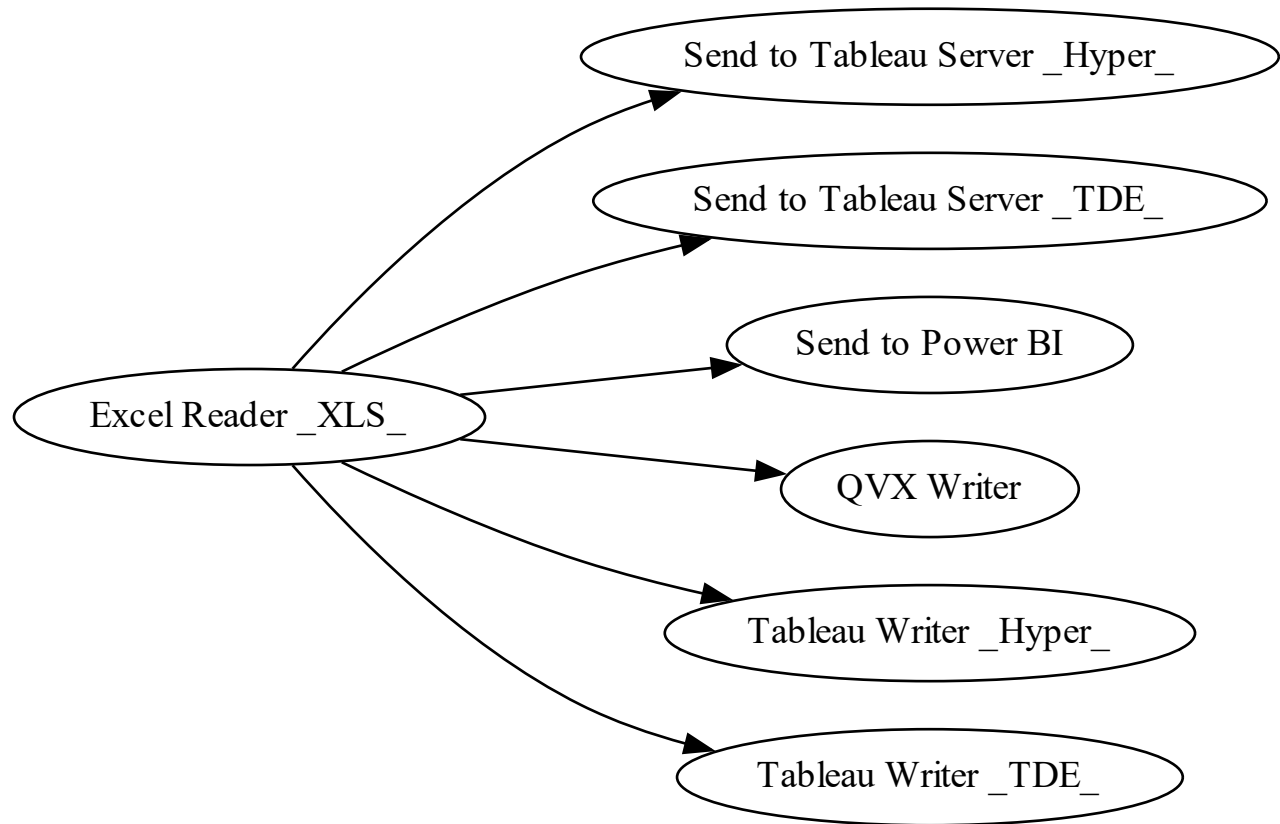 Send to Tableau Server _Hyper_
Send to Tableau Server _TDE_
Send to Power BI
Excel Reader _XLS_
QVX Writer
Tableau Writer _Hyper_
Tableau Writer _TDE_